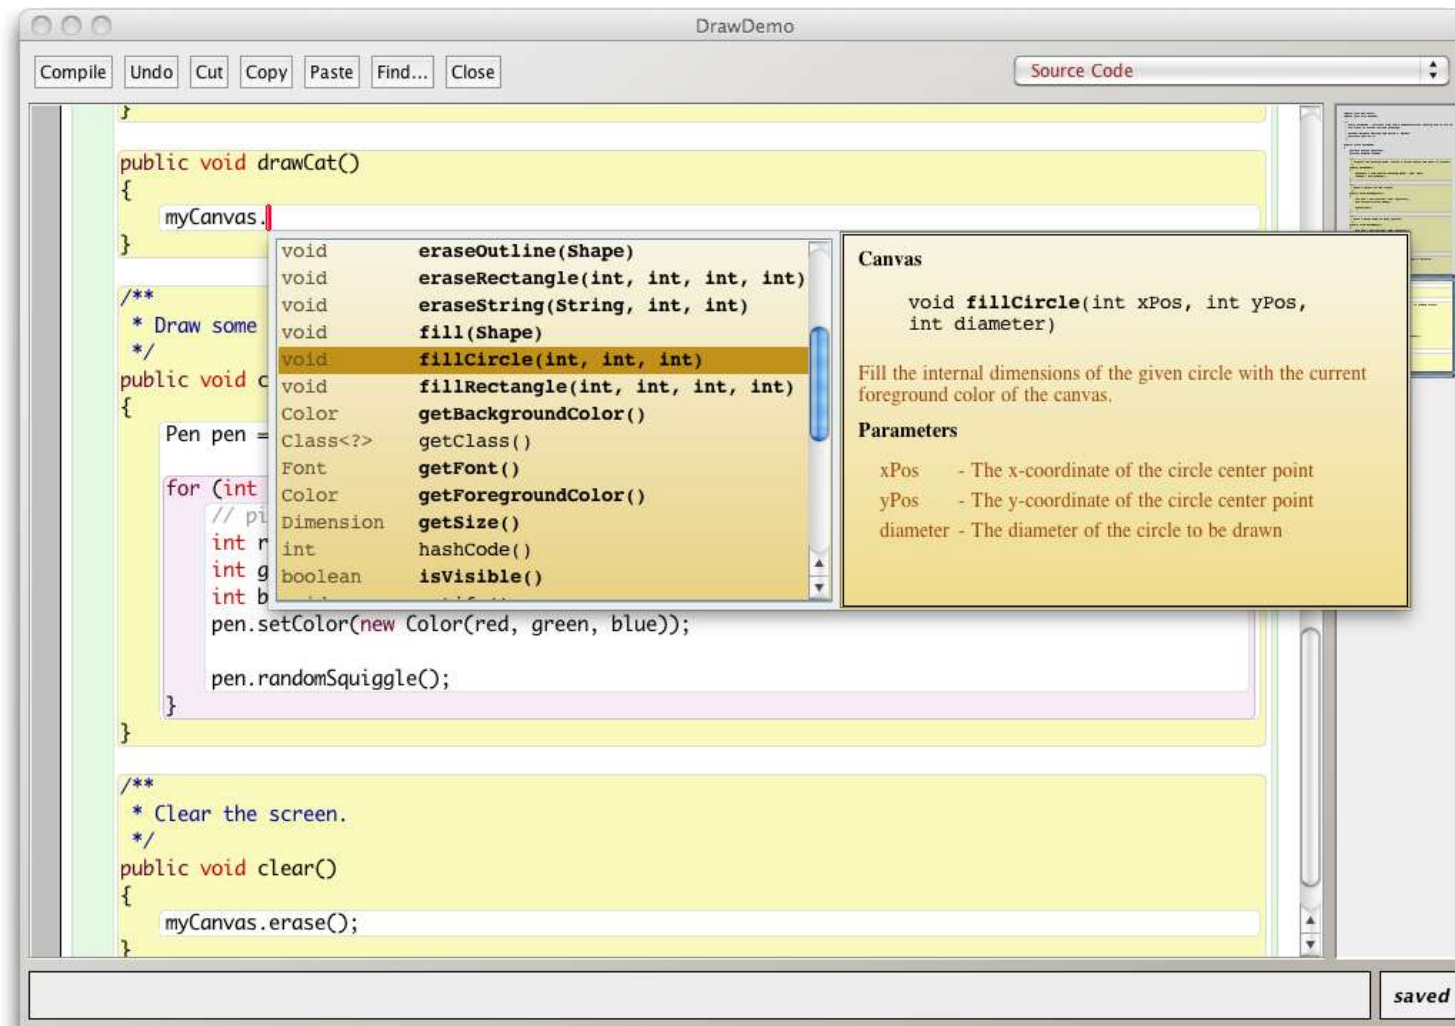 DrawDemo
Compile Undo Cut Copy Paste Find... Close Source Code
}
public void drawCat()
{
myCanvas.
}
/**
* Draw some
*/
public void c
{
Pen pen =
for (int
// pi
int r
int g
int b
pen.setColor(new Color(red, green, blue));
pen.randomSquiggle();
}
}
/**
* Clear the screen.
*/
public void clear()
{
myCanvas.erase();
}
void eraseOutline(Shape)
void eraseRectangle(int, int, int, int)
void eraseString(String, int, int)
void fill(Shape)
void fillCircle(int, int, int)
void fillRectangle(int, int, int, int)
Color getBackgroundColor()
Class<?> getClass()
Font getFont()
Color getForegroundColor()
Dimension getSize()
int hashCode()
boolean isVisible()
Canvas
void fillCircle(int xPos, int yPos,
int diameter)
Fill the internal dimensions of the given circle with the current
foreground color of the canvas.
Parameters
xPos - The x-coordinate of the circle center point
yPos - The y-coordinate of the circle center point
diameter - The diameter of the circle to be drawn
saved